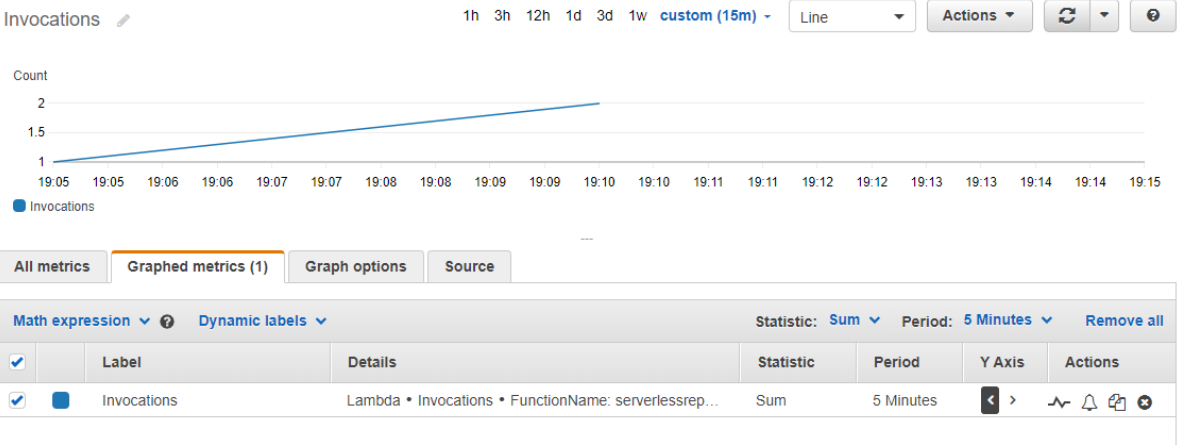 Invocations 1h 3h 12h 1d 3d 1w custom (15m) Line Actions
Count
2
1.5
1
19:05 19:05 19:06 19:06 19:07 19:07 19:08 19:08 19:09 19:09 19:10 19:10 19:11 19:11 19:12 19:12 19:13 19:13 19:14 19:14 19:15
Invocations
All metrics Graphed metrics (1) Graph options Source
Math expression ? Dynamic labels Statistic: Sum Period: 5 Minutes Remove all
Label Details Statistic Period Y Axis Actions
Invocations Lambda • Invocations • FunctionName: serverlessrep... Sum 5 Minutes < >